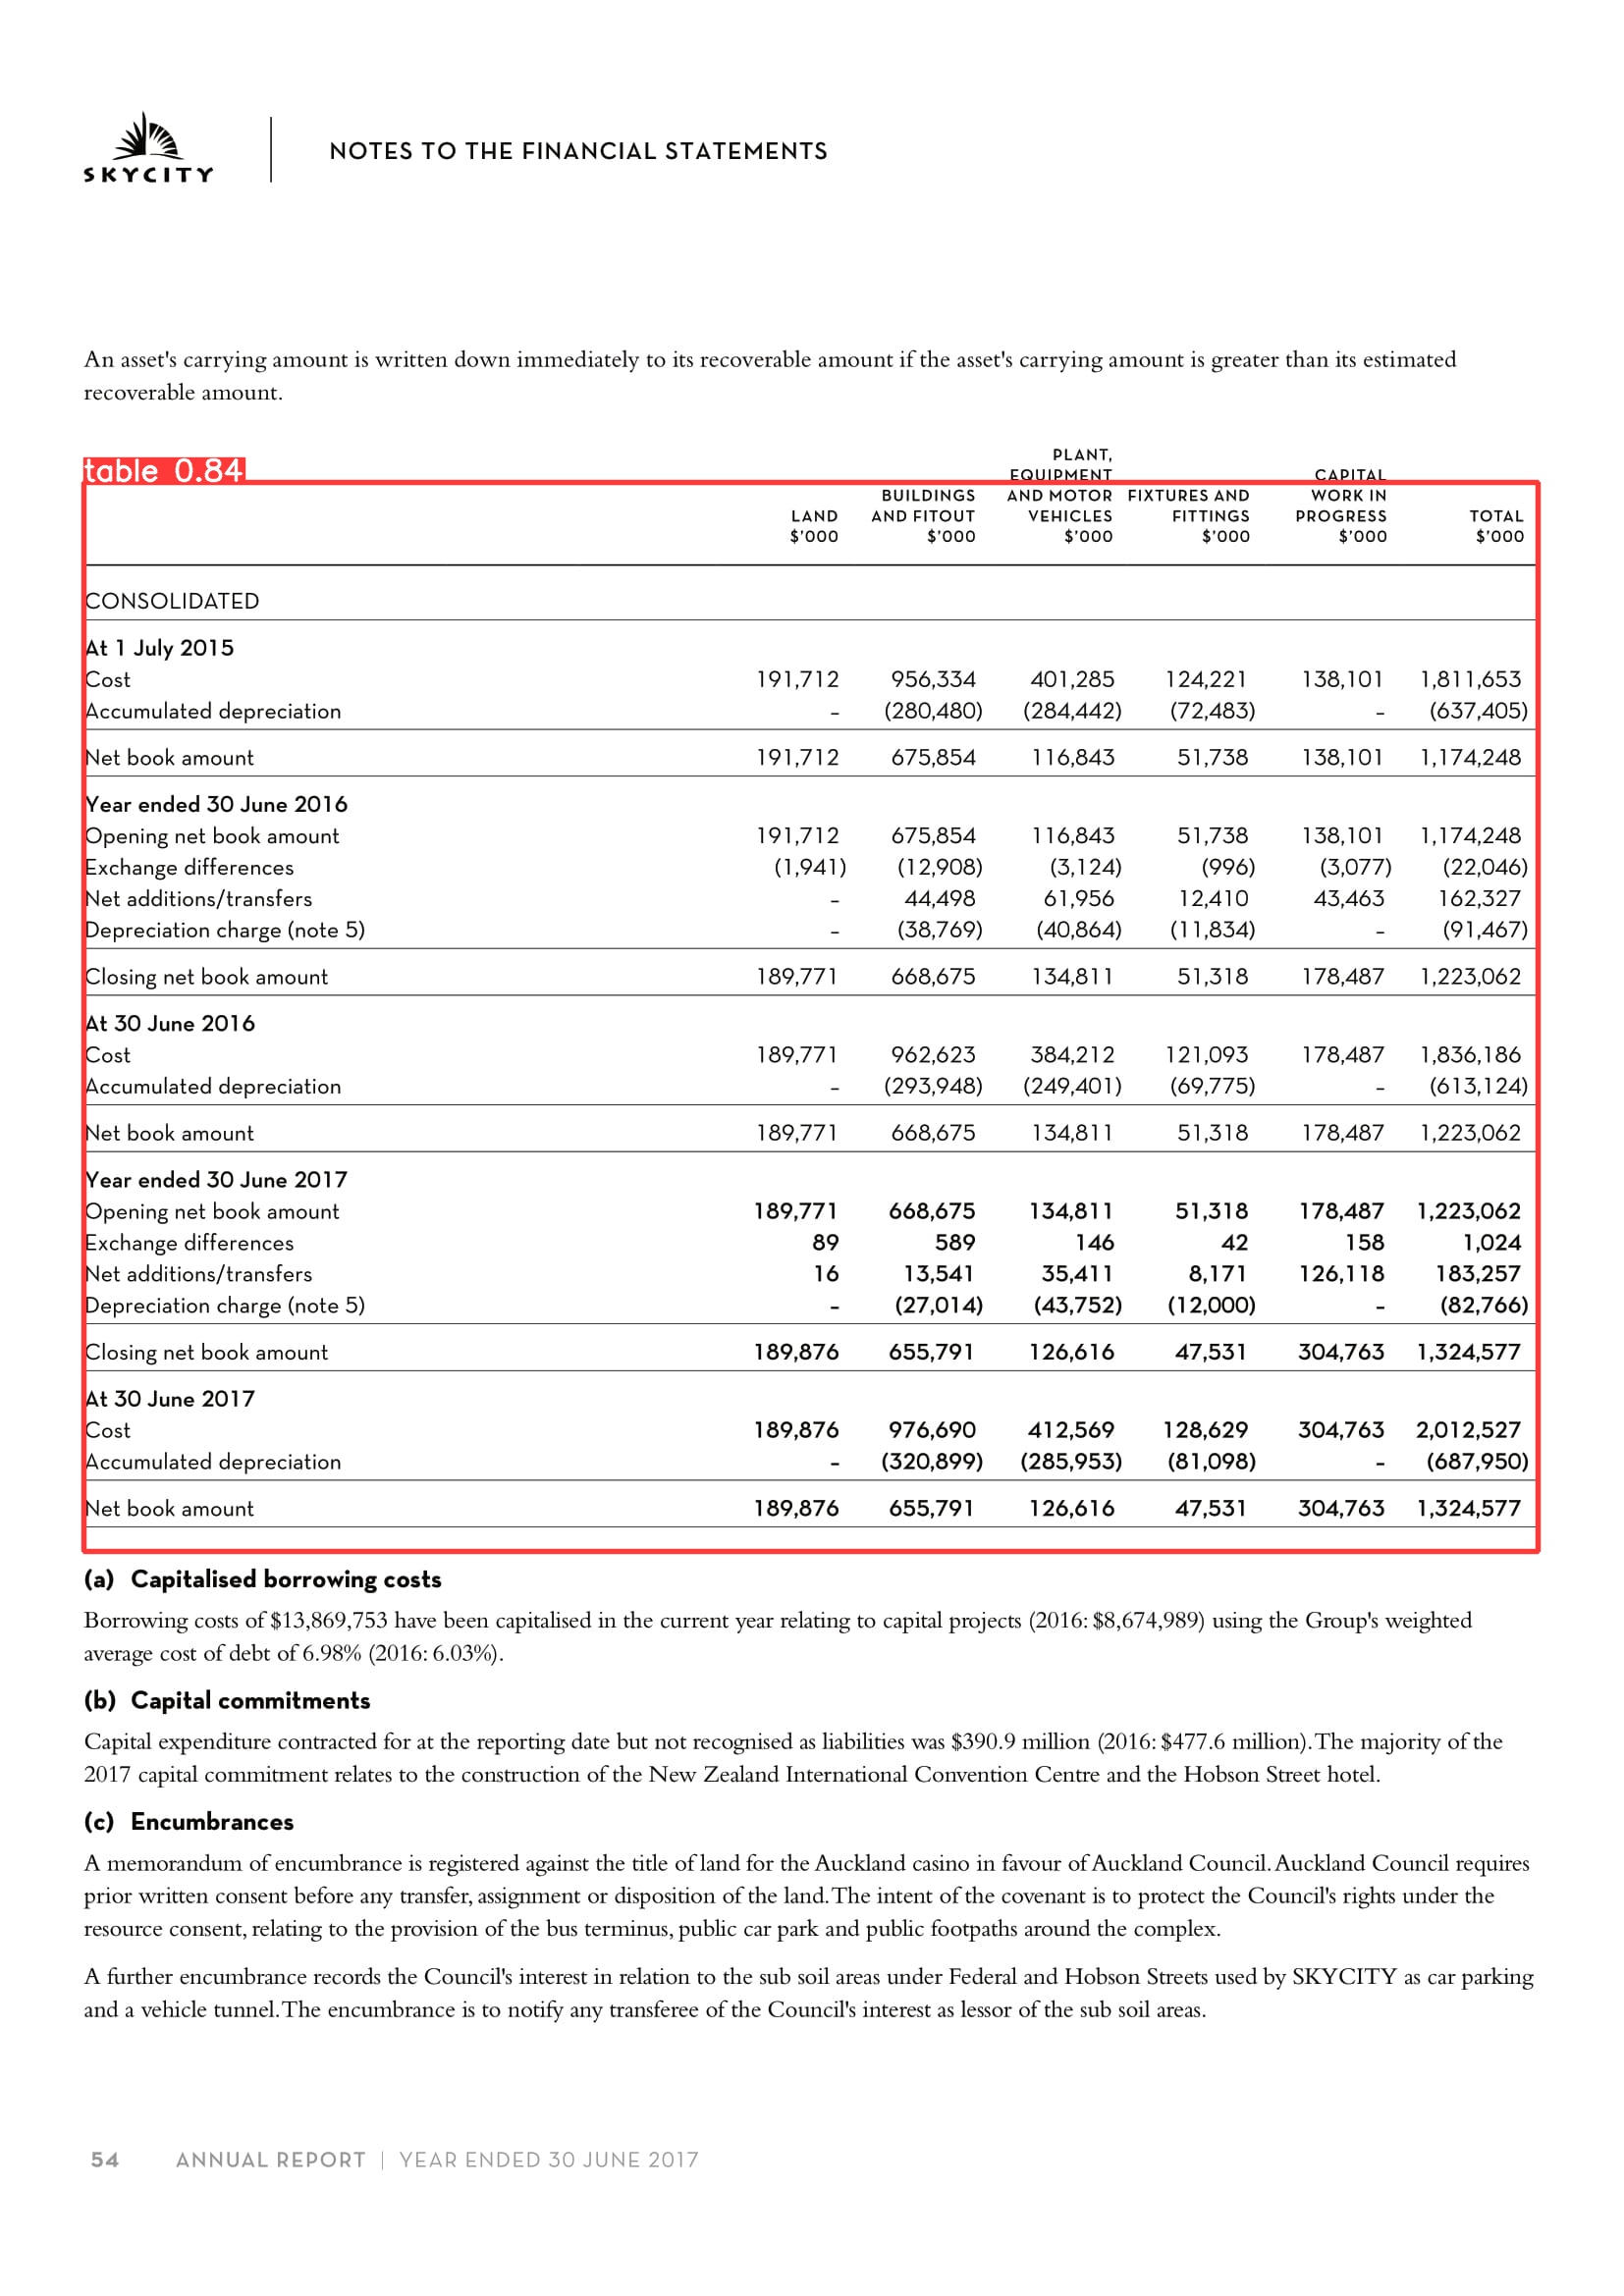 SKYCITY
NOTES TO THE FINANCIAL STATEMENTS
An asset's carrying amount is written down immediately to its recoverable amount if the asset's carrying amount is greater than its estimated
recoverable amount.
table 0.84
PLANT,
EQUIPMENT CAPITAL
BUILDINGS AND MOTOR FIXTURES AND WORK IN
LAND AND FITOUT VEHICLES FITTINGS PROGRESS TOTAL
$'000 $'000 $'000 $'000 $'000 $'000
CONSOLIDATED
At 1 July 2015
Cost 191,712 956,334 401,285 124,221 138,101 1,811,653
Accumulated depreciation – (280,480) (284,442) (72,483) – (637,405)
Net book amount 191,712 675,854 116,843 51,738 138,101 1,174,248
Year ended 30 June 2016
Opening net book amount 191,712 675,854 116,843 51,738 138,101 1,174,248
Exchange differences (1,941) (12,908) (3,124) (996) (3,077) (22,046)
Net additions/transfers – 44,498 61,956 12,410 43,463 162,327
Depreciation charge (note 5) – (38,769) (40,864) (11,834) – (91,467)
Closing net book amount 189,771 668,675 134,811 51,318 178,487 1,223,062
At 30 June 2016
Cost 189,771 962,623 384,212 121,093 178,487 1,836,186
Accumulated depreciation – (293,948) (249,401) (69,775) – (613,124)
Net book amount 189,771 668,675 134,811 51,318 178,487 1,223,062
Year ended 30 June 2017
Opening net book amount 189,771 668,675 134,811 51,318 178,487 1,223,062
Exchange differences 89 589 146 42 158 1,024
Net additions/transfers 16 13,541 35,411 8,171 126,118 183,257
Depreciation charge (note 5) – (27,014) (43,752) (12,000) – (82,766)
Closing net book amount 189,876 655,791 126,616 47,531 304,763 1,324,577
At 30 June 2017
Cost 189,876 976,690 412,569 128,629 304,763 2,012,527
Accumulated depreciation – (320,899) (285,953) (81,098) – (687,950)
Net book amount 189,876 655,791 126,616 47,531 304,763 1,324,577
(a) Capitalised borrowing costs
Borrowing costs of $13,869,753 have been capitalised in the current year relating to capital projects (2016: $8,674,989) using the Group's weighted
average cost of debt of 6.98% (2016: 6.03%).
(b) Capital commitments
Capital expenditure contracted for at the reporting date but not recognised as liabilities was $390.9 million (2016: $477.6 million). The majority of the
2017 capital commitment relates to the construction of the New Zealand International Convention Centre and the Hobson Street hotel.
(c) Encumbrances
A memorandum of encumbrance is registered against the title of land for the Auckland casino in favour of Auckland Council. Auckland Council requires
prior written consent before any transfer, assignment or disposition of the land. The intent of the covenant is to protect the Council's rights under the
resource consent, relating to the provision of the bus terminus, public car park and public footpaths around the complex.
A further encumbrance records the Council's interest in relation to the sub soil areas under Federal and Hobson Streets used by SKYCITY as car parking
and a vehicle tunnel. The encumbrance is to notify any transferee of the Council's interest as lessor of the sub soil areas.
54 ANNUAL REPORT | YEAR ENDED 30 JUNE 2017